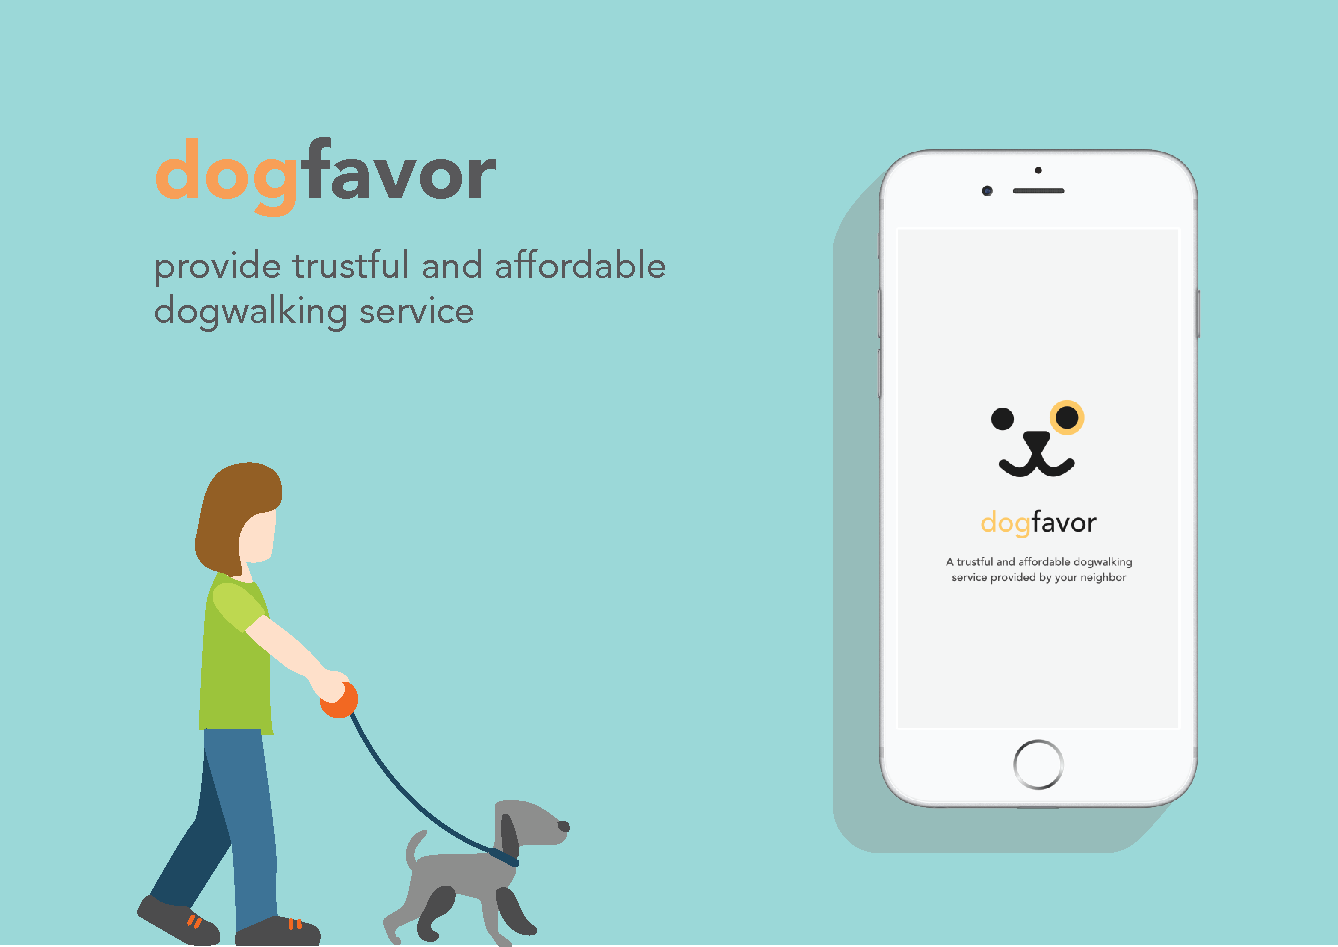 dogfavor
provide trustful and affordable
dogwalking service
dogfavor
A trustful and affordable dogwalking
service provided by your neighbor